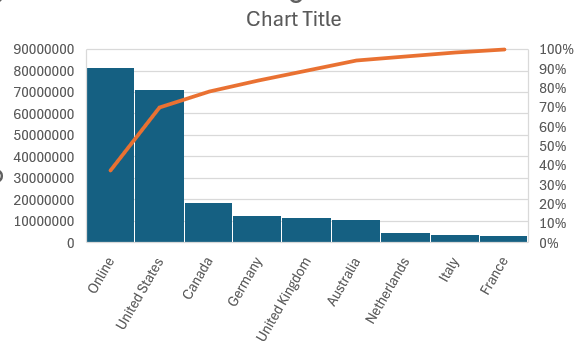 Chart Title
90000000
80000000
70000000
60000000
50000000
40000000
30000000
20000000
10000000
0
100%
90%
80%
70%
60%
50%
40%
30%
20%
10%
0%
Online
United States
Canada
Germany
United Kingdom
Australia
Netherlands
Italy
France